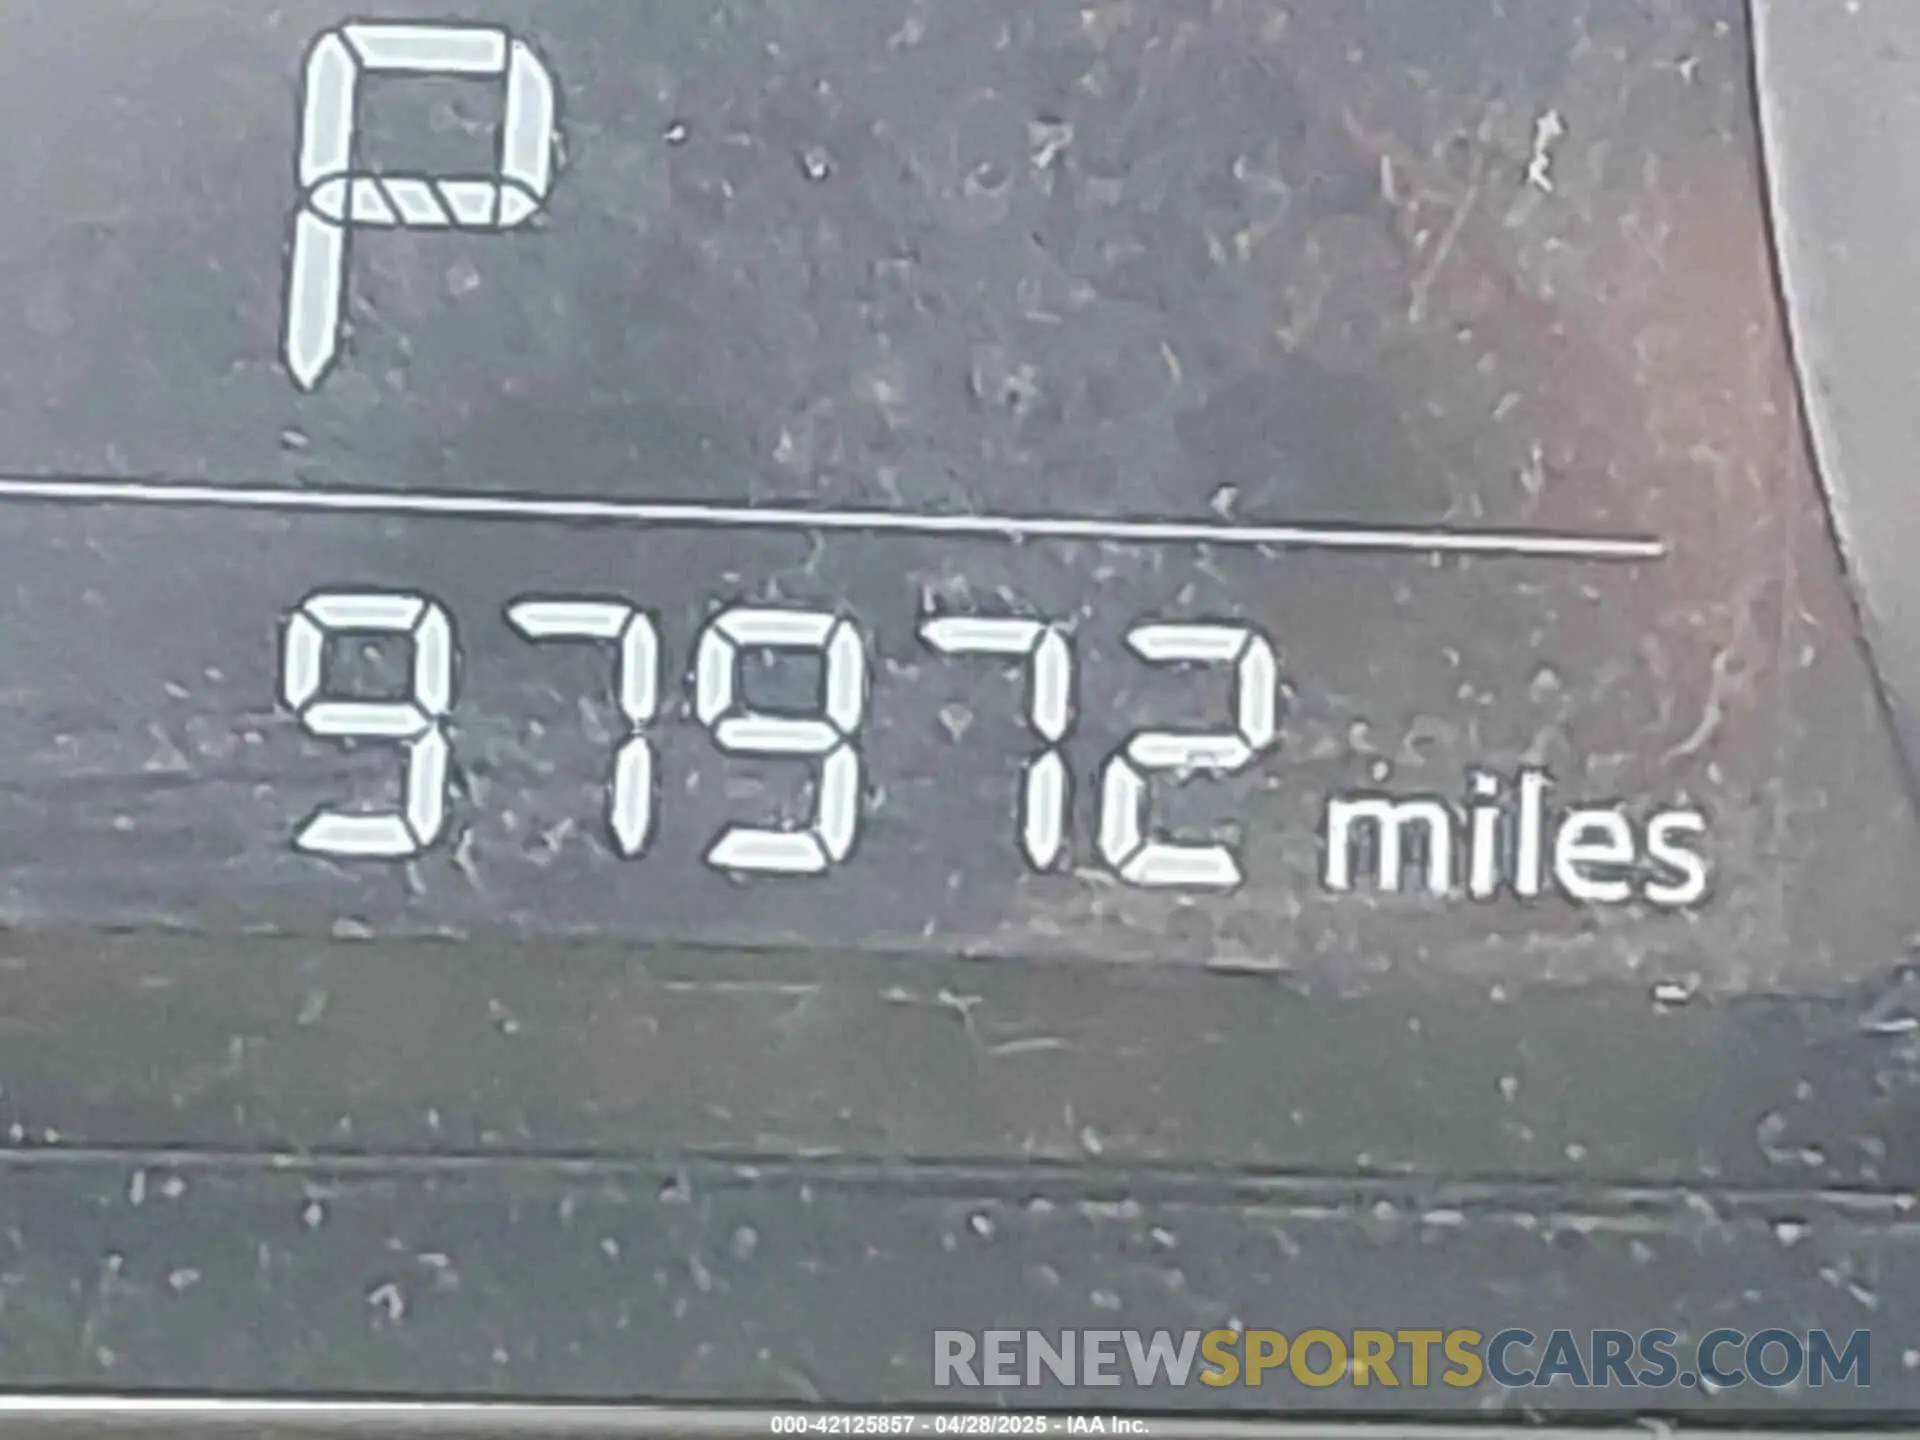 P
97972 miles
RENEWSPORTSCARS.COM
000-42125857 - 04/28/2025 - IAA Inc.